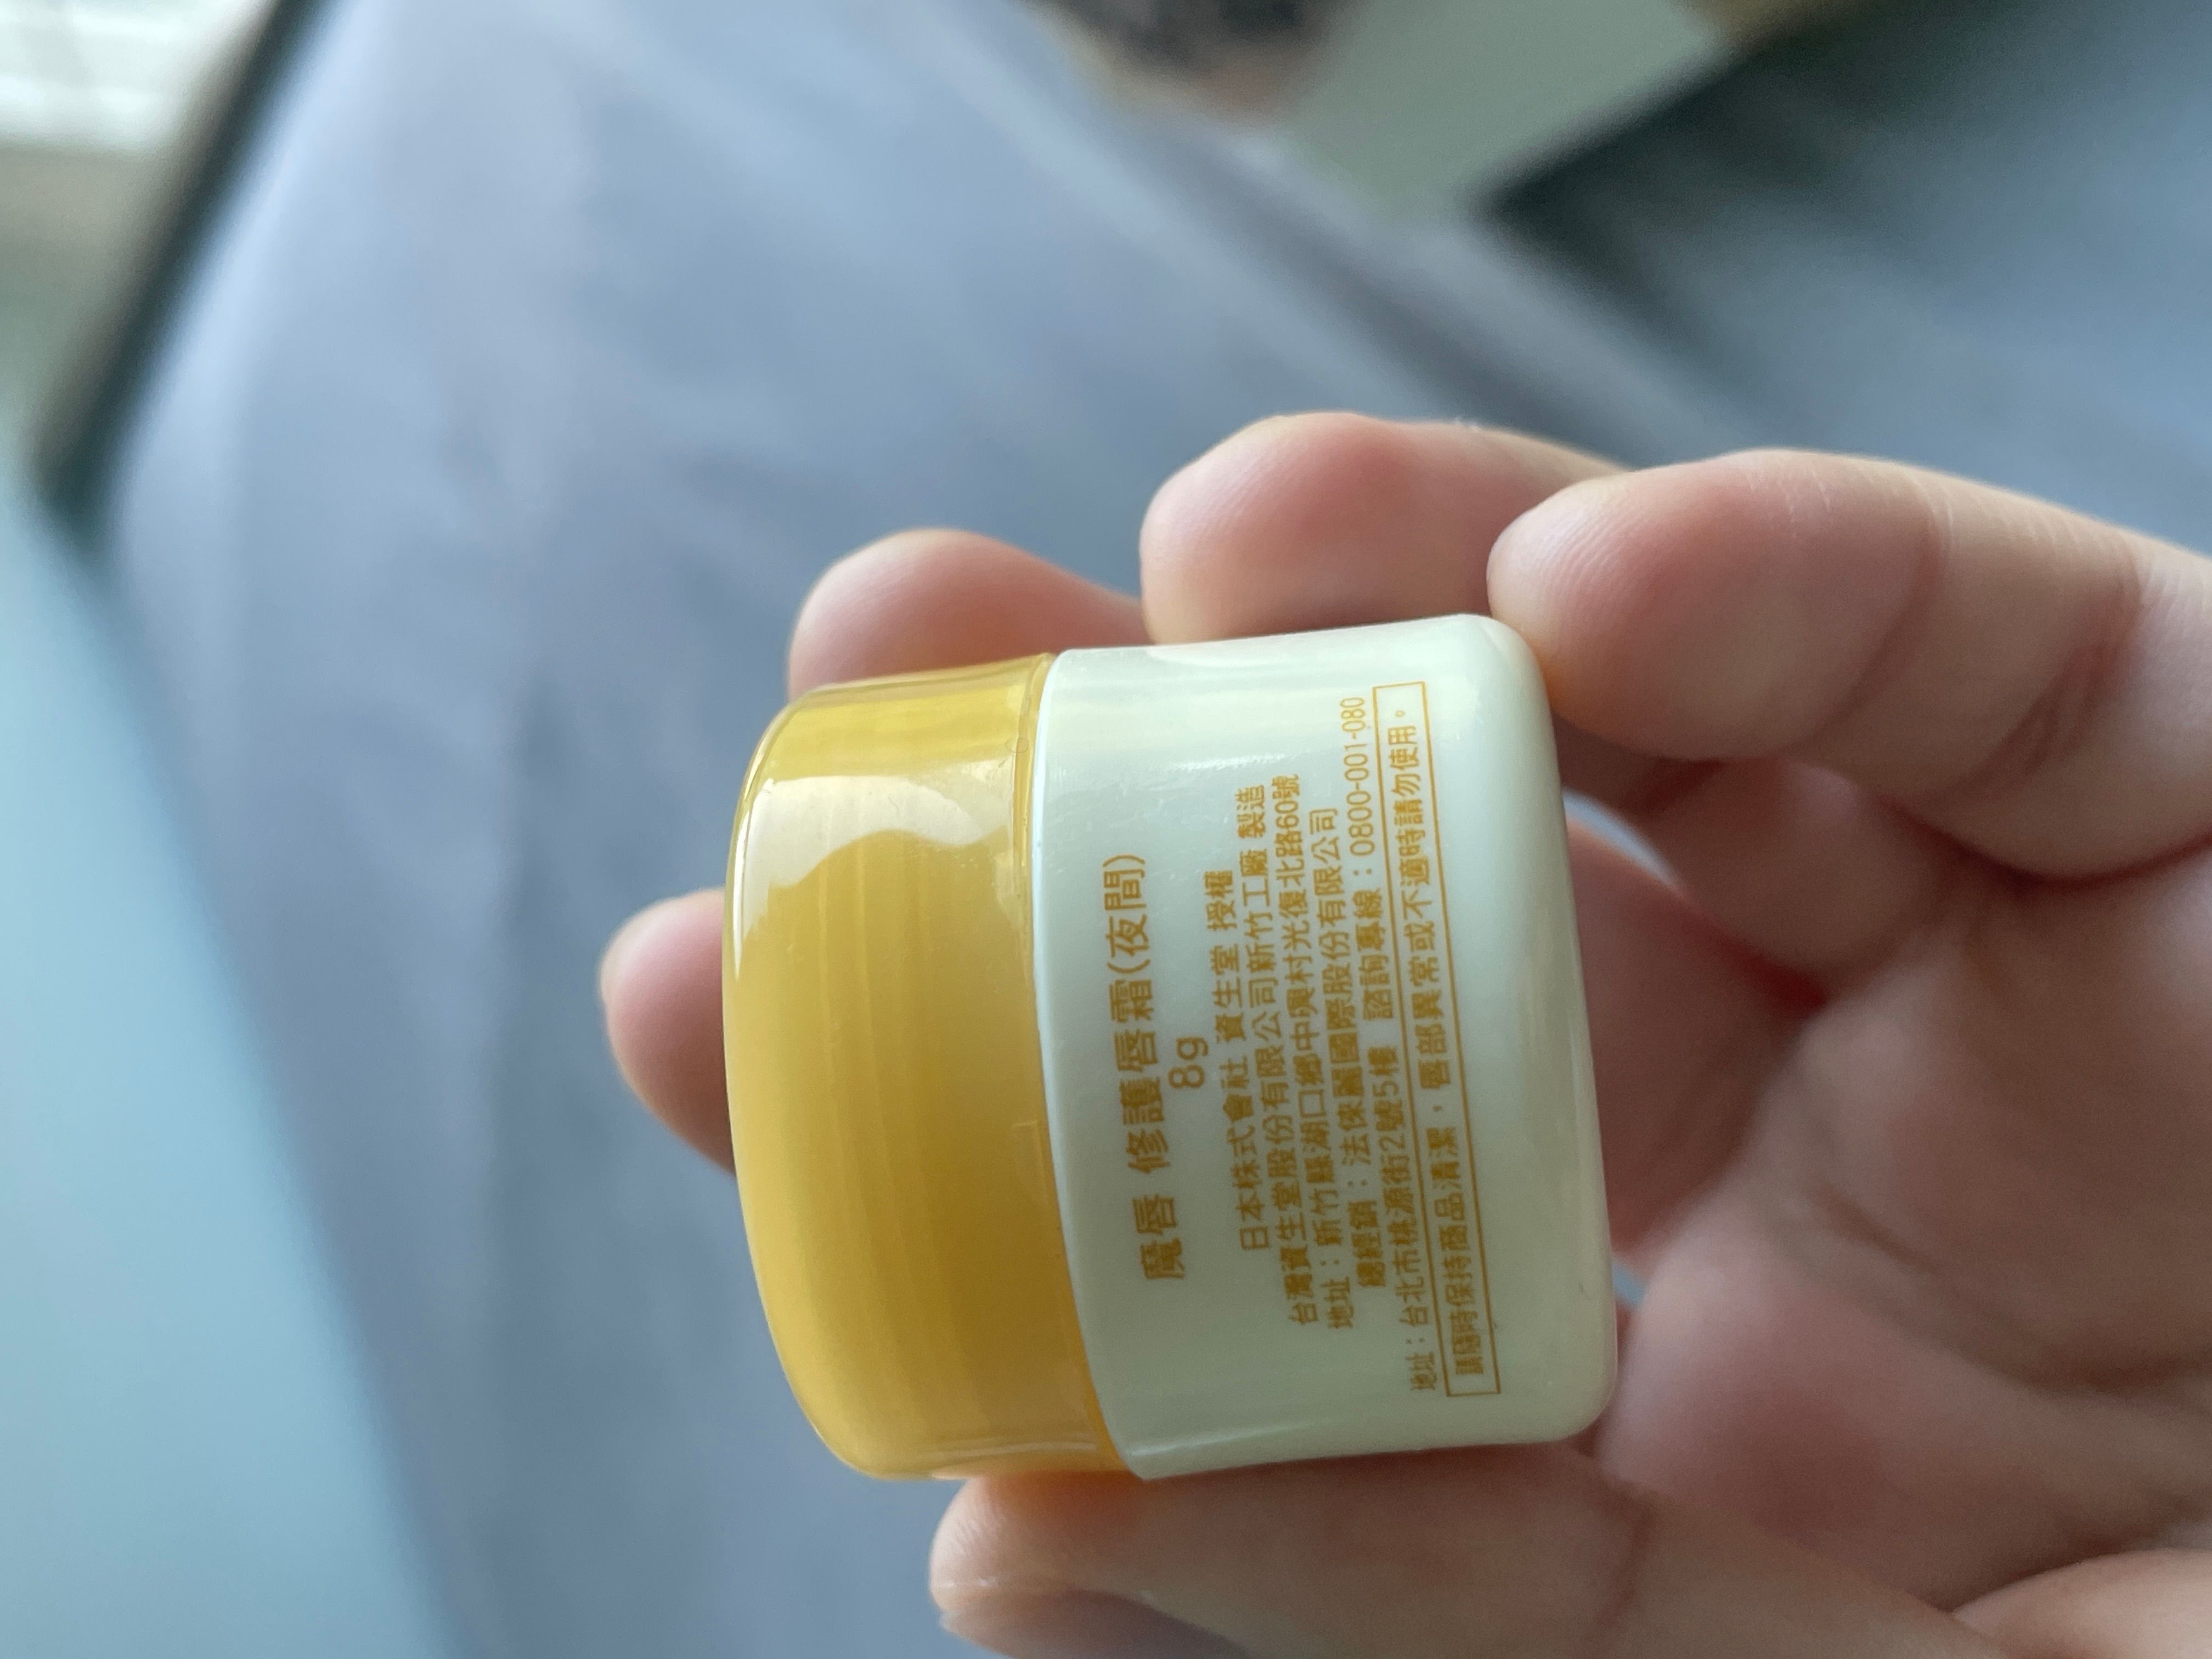 魔唇 修護唇霜(夜間)
8g
日本株式會社 資生堂 授權
台灣資生堂股份有限公司新竹工廠 製造
地址：新竹縣湖口鄉中興村光復北路60號
總經銷：法徠麗國際股份有限公司
地址：台北市桃源街2號5樓 諮詢專線：0800-001-080
請隨時保持商品清潔，唇部異常或不適時請勿使用。